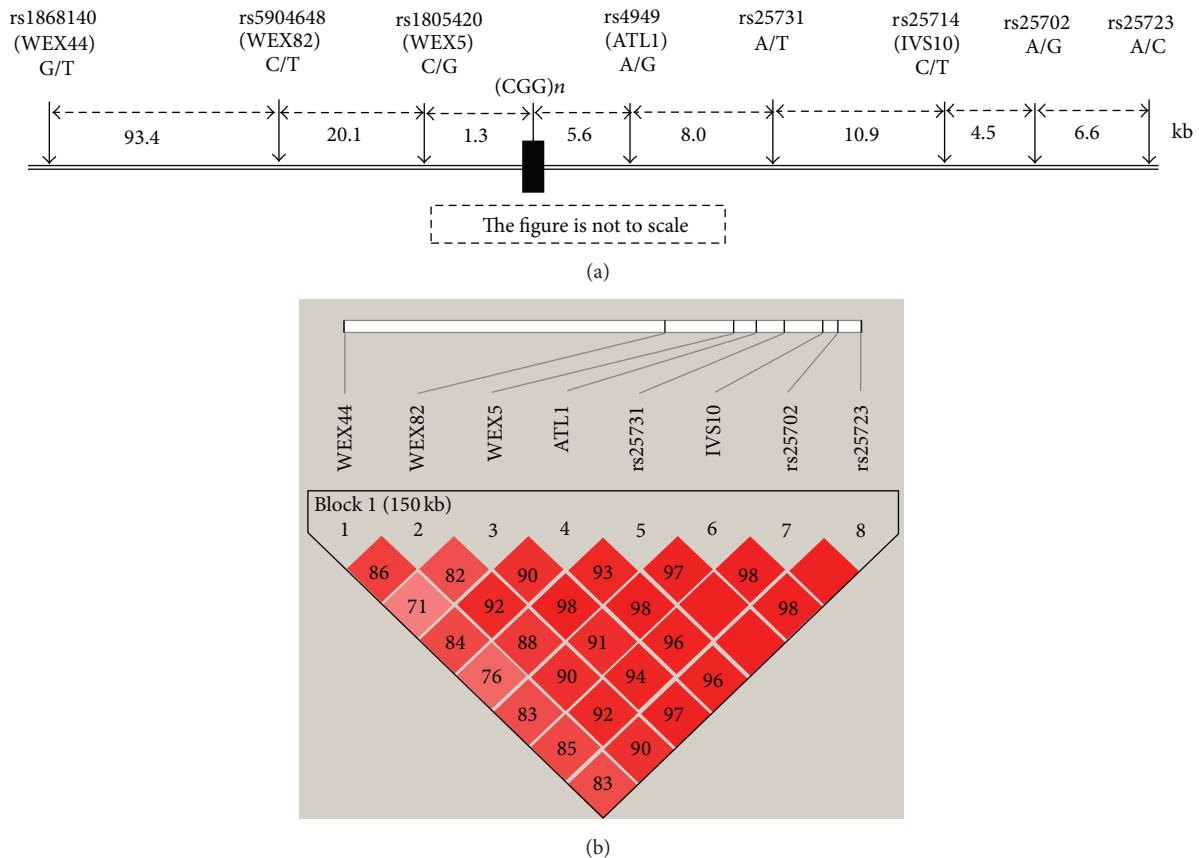 rs1868140 rs5904648 rs1805420 rs4949 rs25731 rs25714 rs25702 rs25723
(WEX44) (WEX82) (WEX5) (ATL1) A/T (IVS10) A/G A/C
G/T C/T C/G A/G C/T
(CGG)n
93.4 20.1 1.3 5.6 8.0 10.9 4.5 6.6 kb
The figure is not to scale
(a)
WEX44 WEX82 WEX5 ATL1 rs25731 IVS10 rs25702 rs25723
Block 1 (150 kb)
1 2 3 4 5 6 7 8
86 82 90 93 97 98
71 92 98 98 98
84 88 91 96
76 90 94 96
83 92 97
85 90
83
(b)